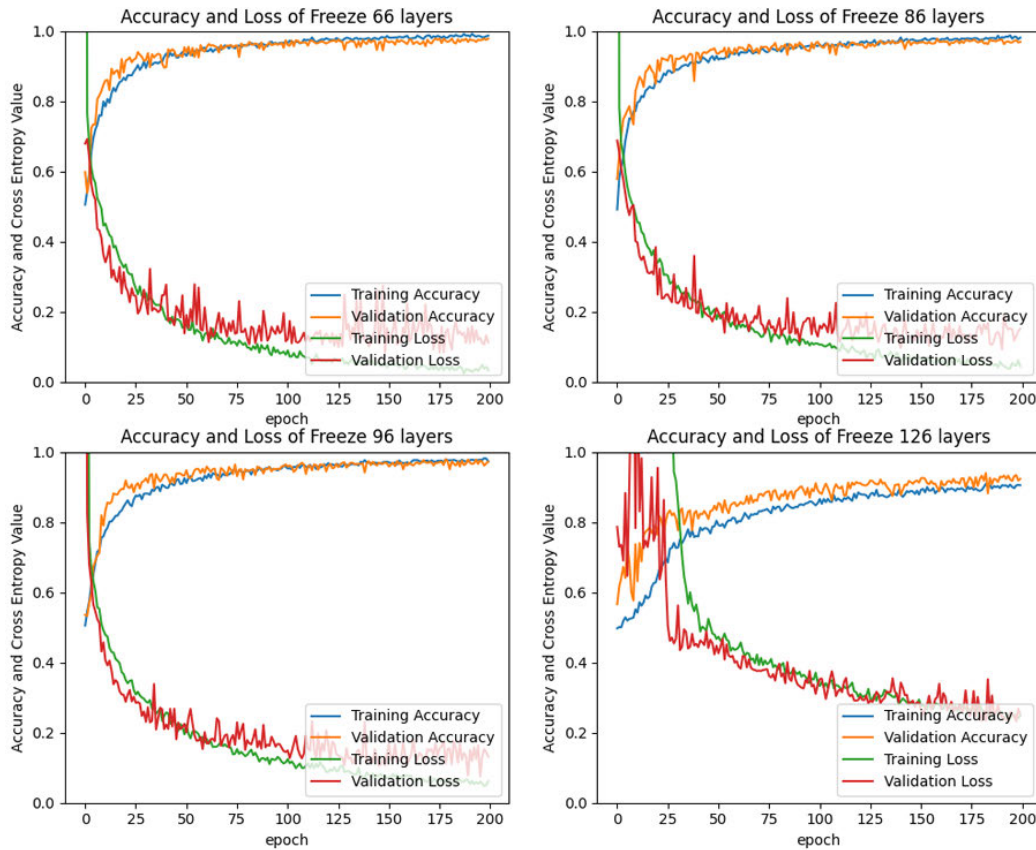 Accuracy and Loss of Freeze 66 layers
Accuracy and Cross Entropy Value
1.0
0.8
0.6
0.4
0.2
0.0
Training Accuracy
Validation Accuracy
Training Loss
Validation Loss
0 25 50 75 100 125 150 175 200
epoch
Accuracy and Loss of Freeze 86 layers
Accuracy and Cross Entropy Value
1.0
0.8
0.6
0.4
0.2
0.0
Training Accuracy
Validation Accuracy
Training Loss
Validation Loss
0 25 50 75 100 125 150 175 200
epoch
Accuracy and Loss of Freeze 96 layers
Accuracy and Cross Entropy Value
1.0
0.8
0.6
0.4
0.2
0.0
Training Accuracy
Validation Accuracy
Training Loss
Validation Loss
0 25 50 75 100 125 150 175 200
epoch
Accuracy and Loss of Freeze 126 layers
Accuracy and Cross Entropy Value
1.0
0.8
0.6
0.4
0.2
0.0
Training Accuracy
Validation Accuracy
Training Loss
Validation Loss
0 25 50 75 100 125 150 175 200
epoch